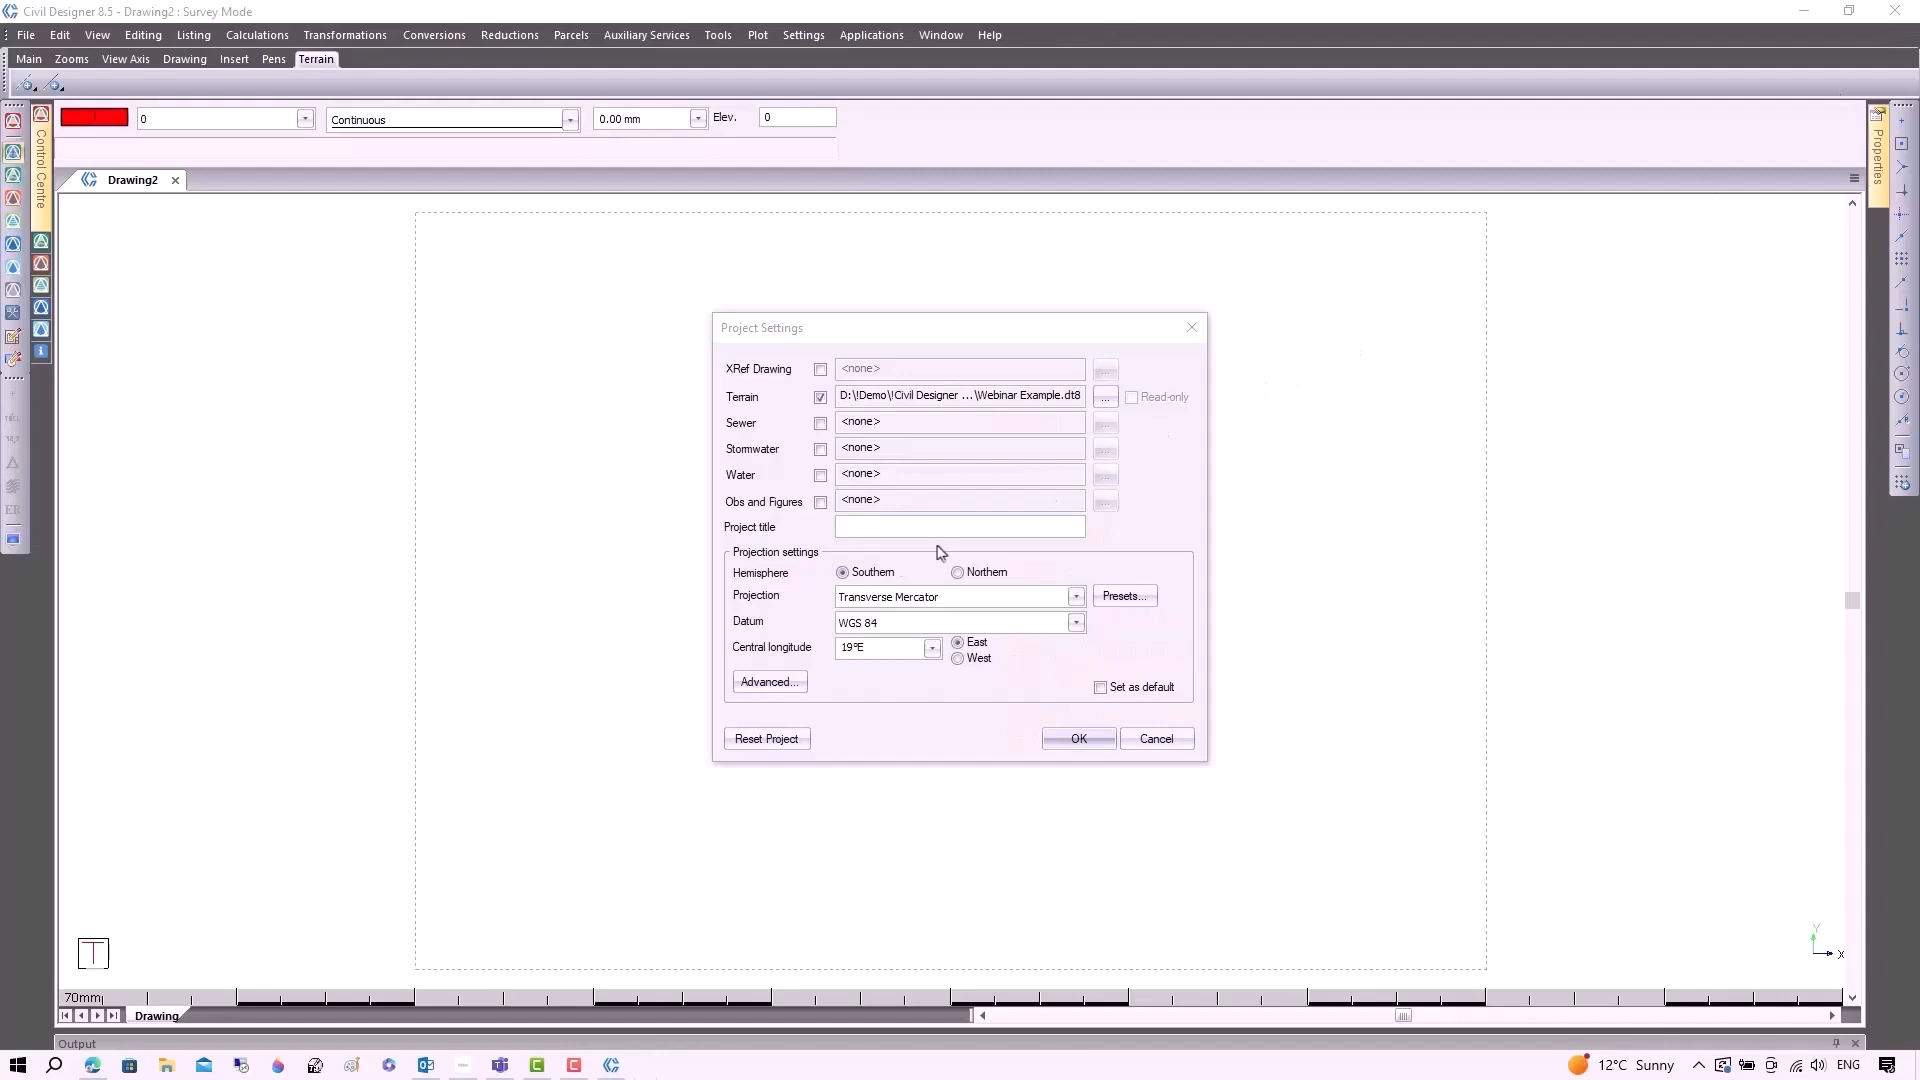 Civil Designer 8.5 - Drawing2 : Survey Mode
File Edit View Editing Listing Calculations Transformations Conversions Reductions Parcels Auxiliary Services Tools Plot Settings Applications Window Help
Main Zooms View Axis Drawing Insert Pens Terrain
0 Continuous 0.00 mm Elev. 0
Control Centre
Properties
Drawing2
Project Settings
XRef Drawing <none> ...
Terrain D:\!Demo\!Civil Designer ...\Webinar Example.dt8 ... Read-only
Sewer <none> ...
Stormwater <none> ...
Water <none> ...
Obs and Figures <none> ...
Project title
Projection settings
Hemisphere Southern Northern
Projection Transverse Mercator Presets...
Datum WGS 84
Central longitude 19°E East
West
Advanced... Set as default
Reset Project OK Cancel
ER
T
Y
X
70mm
Drawing
Output
12°C Sunny ENG